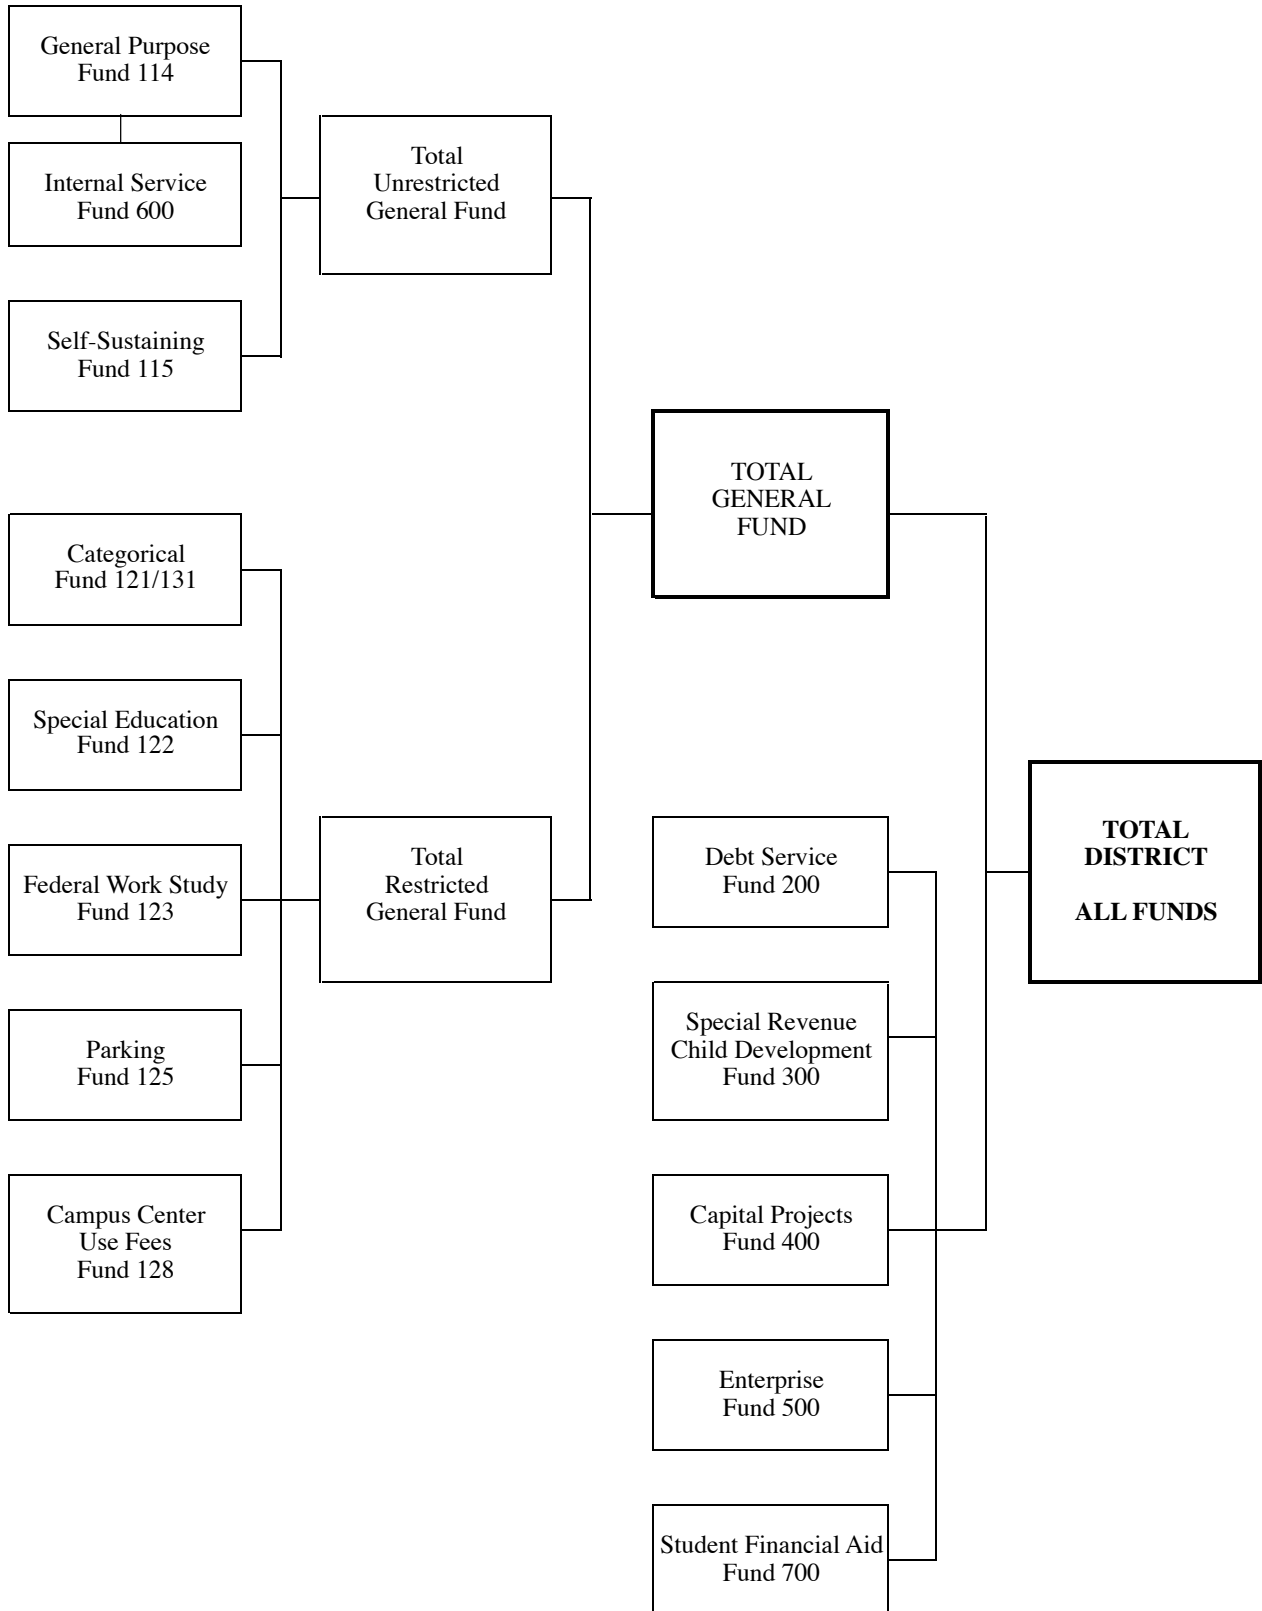 General Purpose
Fund 114
Internal Service
Fund 600
Self-Sustaining
Fund 115
Total
Unrestricted
General Fund
Categorical
Fund 121/131
Special Education
Fund 122
Federal Work Study
Fund 123
Parking
Fund 125
Campus Center
Use Fees
Fund 128
Total
Restricted
General Fund
TOTAL
GENERAL
FUND
Debt Service
Fund 200
Special Revenue
Child Development
Fund 300
Capital Projects
Fund 400
Enterprise
Fund 500
Student Financial Aid
Fund 700
TOTAL
DISTRICT
ALL FUNDS